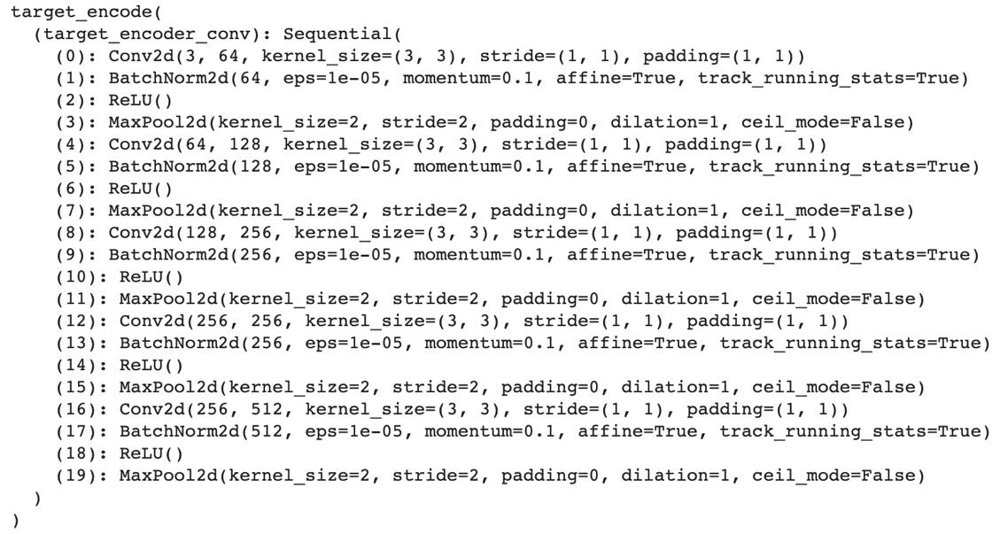 target_encode(
  (target_encoder_conv): Sequential(
    (0): Conv2d(3, 64, kernel_size=(3, 3), stride=(1, 1), padding=(1, 1))
    (1): BatchNorm2d(64, eps=1e-05, momentum=0.1, affine=True, track_running_stats=True)
    (2): ReLU()
    (3): MaxPool2d(kernel_size=2, stride=2, padding=0, dilation=1, ceil_mode=False)
    (4): Conv2d(64, 128, kernel_size=(3, 3), stride=(1, 1), padding=(1, 1))
    (5): BatchNorm2d(128, eps=1e-05, momentum=0.1, affine=True, track_running_stats=True)
    (6): ReLU()
    (7): MaxPool2d(kernel_size=2, stride=2, padding=0, dilation=1, ceil_mode=False)
    (8): Conv2d(128, 256, kernel_size=(3, 3), stride=(1, 1), padding=(1, 1))
    (9): BatchNorm2d(256, eps=1e-05, momentum=0.1, affine=True, track_running_stats=True)
    (10): ReLU()
    (11): MaxPool2d(kernel_size=2, stride=2, padding=0, dilation=1, ceil_mode=False)
    (12): Conv2d(256, 256, kernel_size=(3, 3), stride=(1, 1), padding=(1, 1))
    (13): BatchNorm2d(256, eps=1e-05, momentum=0.1, affine=True, track_running_stats=True)
    (14): ReLU()
    (15): MaxPool2d(kernel_size=2, stride=2, padding=0, dilation=1, ceil_mode=False)
    (16): Conv2d(256, 512, kernel_size=(3, 3), stride=(1, 1), padding=(1, 1))
    (17): BatchNorm2d(512, eps=1e-05, momentum=0.1, affine=True, track_running_stats=True)
    (18): ReLU()
    (19): MaxPool2d(kernel_size=2, stride=2, padding=0, dilation=1, ceil_mode=False)
  )
)